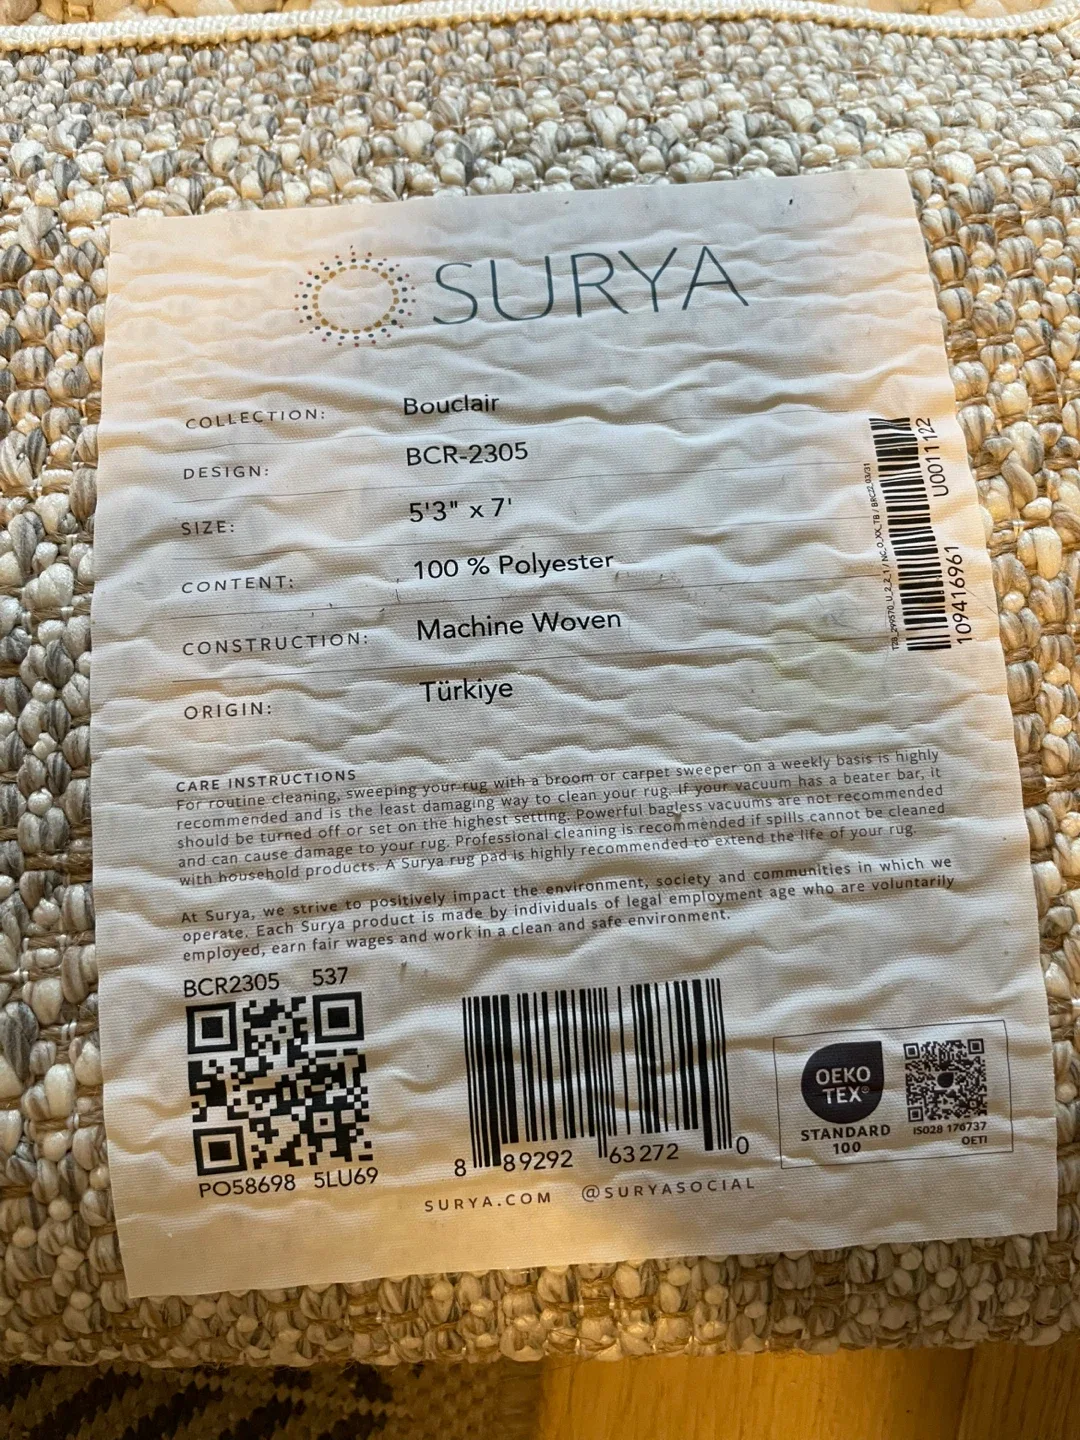 SURYA
COLLECTION: Bouclair
DESIGN: BCR-2305
SIZE: 5'3" x 7'
CONTENT: 100 % Polyester
CONSTRUCTION: Machine Woven
ORIGIN: Türkiye
U001 1 122
109416961
CARE INSTRUCTIONS
For routine cleaning, sweeping your rug with a broom or carpet sweeper on a weekly basis is highly
recommended and is the least damaging way to clean your rug. If your vacuum has a beater bar, it
should be turned off or set on the highest setting. Powerful bagless vacuums are not recommended
and can cause damage to your rug. Professional cleaning is recommended if spills cannot be cleaned
with household products. A Surya rug pad is highly recommended to extend the life of your rug.
At Surya, we strive to positively impact the environment, society and communities in which we
operate. Each Surya product is made by individuals of legal employment age who are voluntarily
employed, earn fair wages and work in a clean and safe environment.
BCR2305 537
PO58698 5LU69
8 89292 63272 0
SURYA.COM @SURYASOCIAL
OEKO
TEX®
STANDARD
100
IS028 176737
OETI